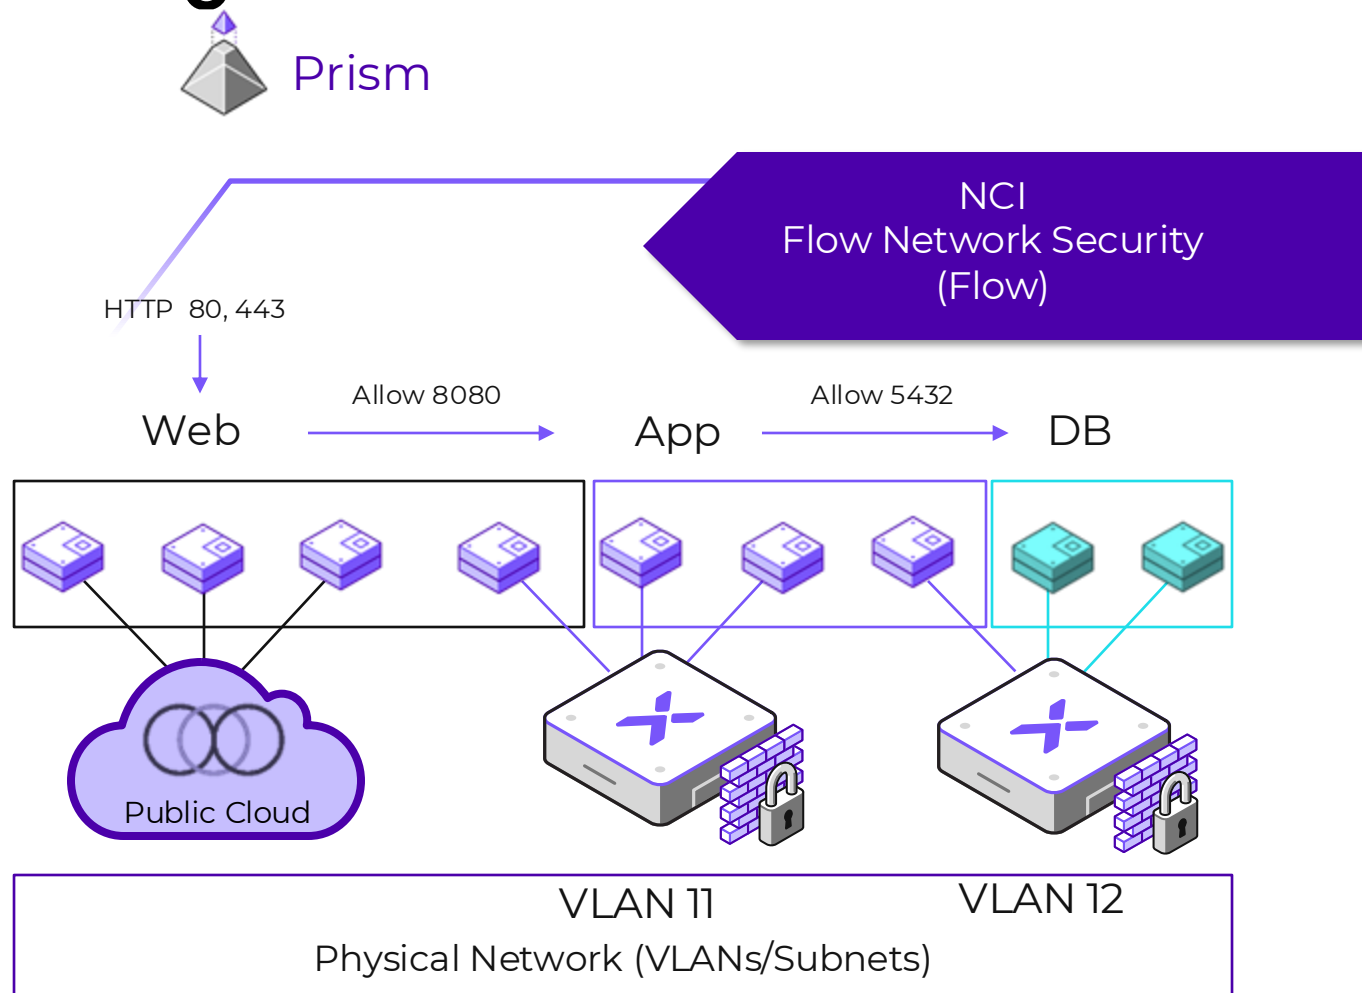 Prism
NCI
Flow Network Security
(Flow)
HTTP 80, 443
Allow 8080
Allow 5432
Web
App
DB
Public Cloud
VLAN 11
VLAN 12
Physical Network (VLANs/Subnets)